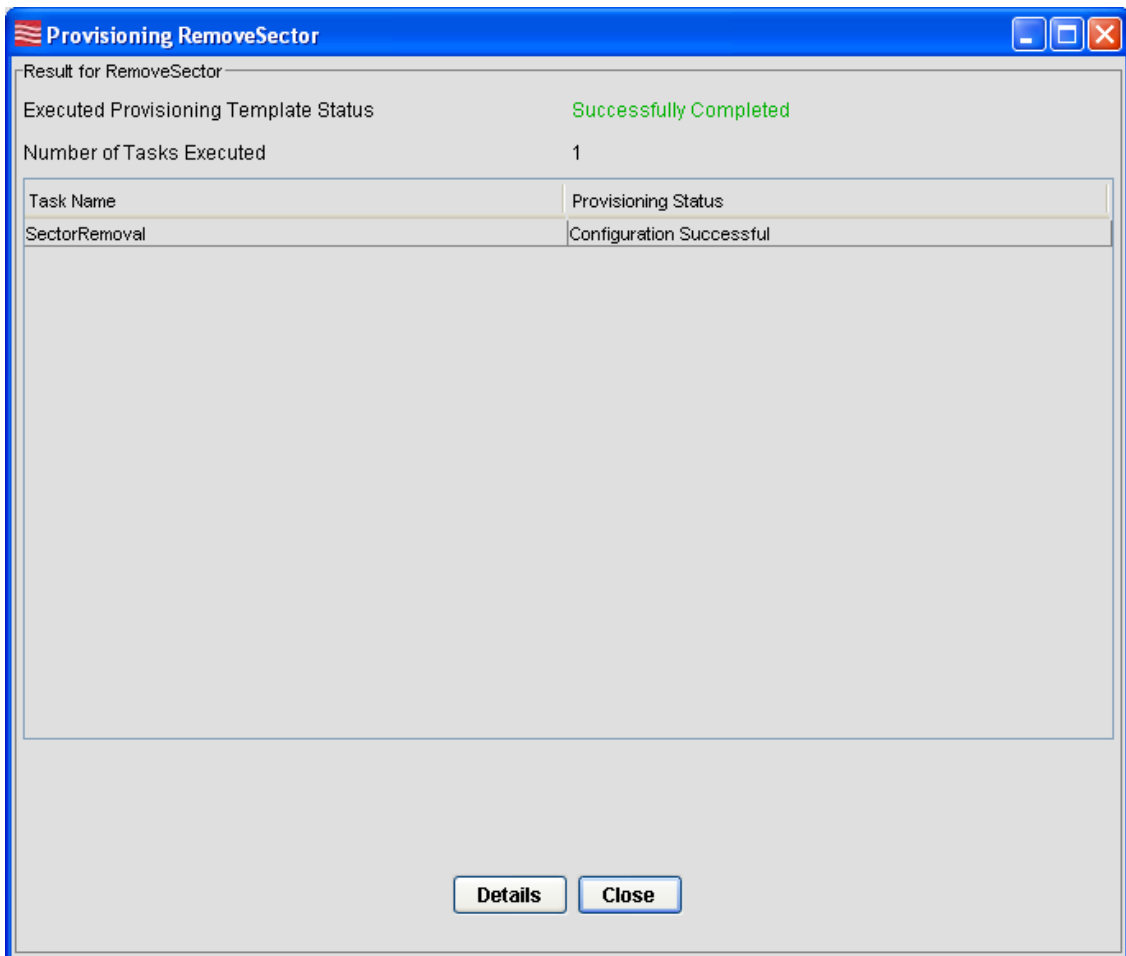 Provisioning RemoveSector
Result for RemoveSector
Executed Provisioning Template Status Successfully Completed
Number of Tasks Executed 1
Task Name Provisioning Status
SectorRemoval Configuration Successful
Details Close